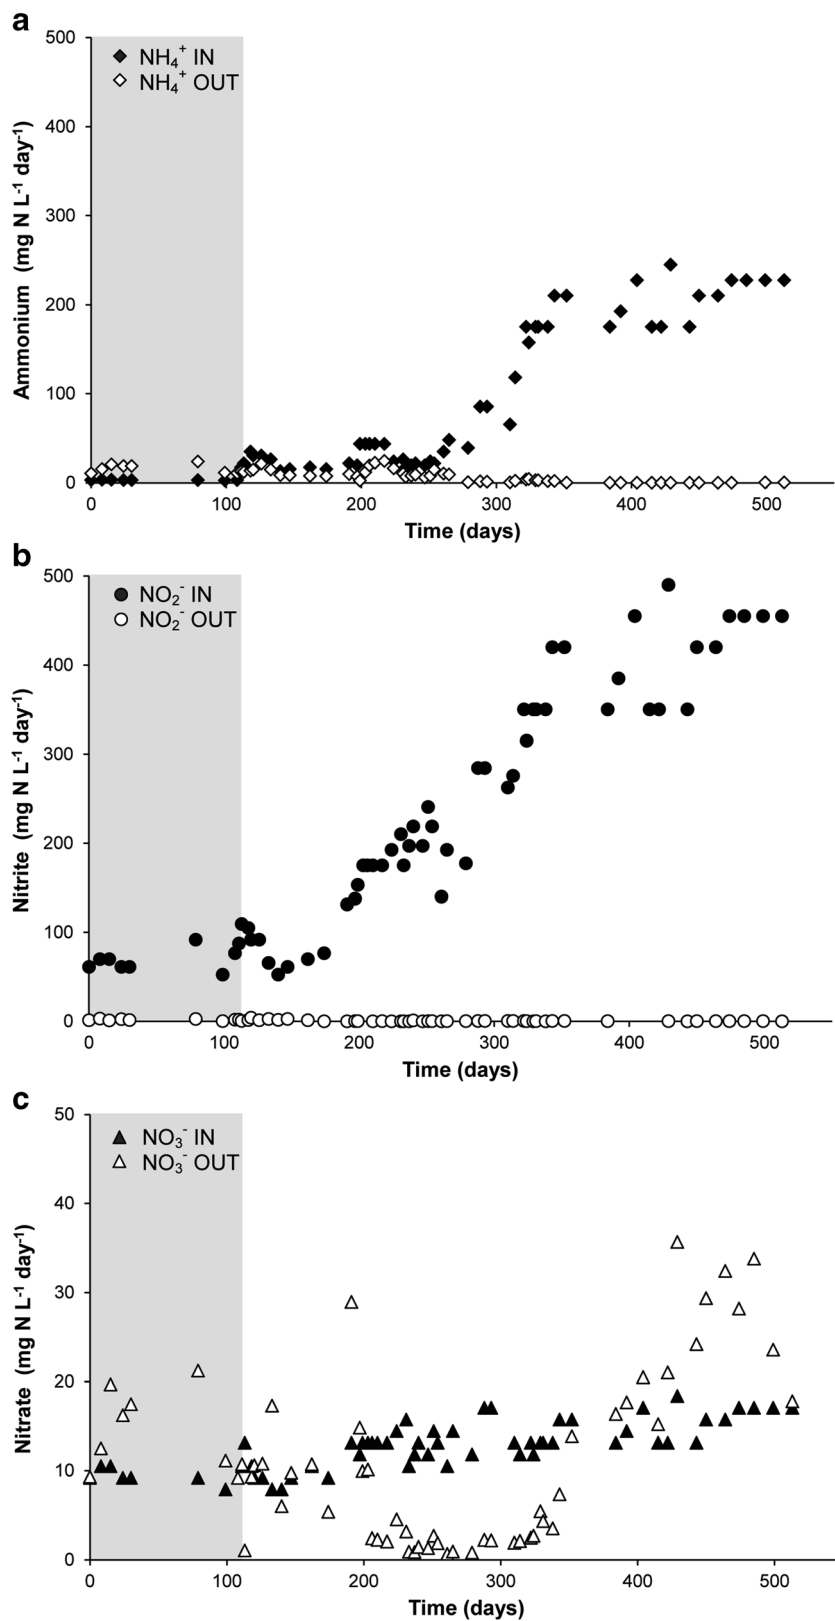 a
500
400
300
200
100
0
Ammonium (mg N L⁻¹ day⁻¹)
NH₄⁺ IN
NH₄⁺ OUT
0 100 200 300 400 500
Time (days)
b
500
400
300
200
100
0
Nitrite (mg N L⁻¹ day⁻¹)
NO₂⁻ IN
NO₂⁻ OUT
0 100 200 300 400 500
Time (days)
c
50
40
30
20
10
0
Nitrate (mg N L⁻¹ day⁻¹)
NO₃⁻ IN
NO₃⁻ OUT
0 100 200 300 400 500
Time (days)